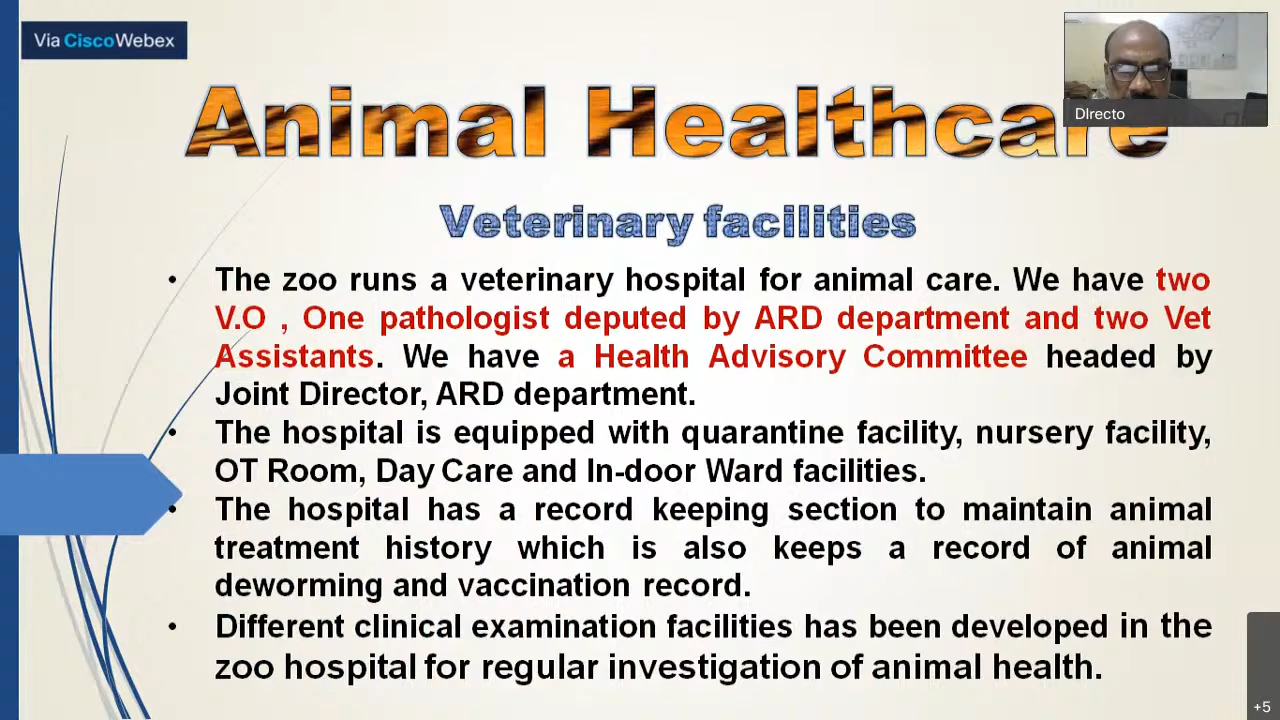 Via CiscoWebex
DIrecto
Animal Healthcare
Veterinary facilities
• The zoo runs a veterinary hospital for animal care. We have two
V.O , One pathologist deputed by ARD department and two Vet
Assistants. We have a Health Advisory Committee headed by
Joint Director, ARD department.
• The hospital is equipped with quarantine facility, nursery facility,
OT Room, Day Care and In-door Ward facilities.
• The hospital has a record keeping section to maintain animal
treatment history which is also keeps a record of animal
deworming and vaccination record.
• Different clinical examination facilities has been developed in the
zoo hospital for regular investigation of animal health.
+5